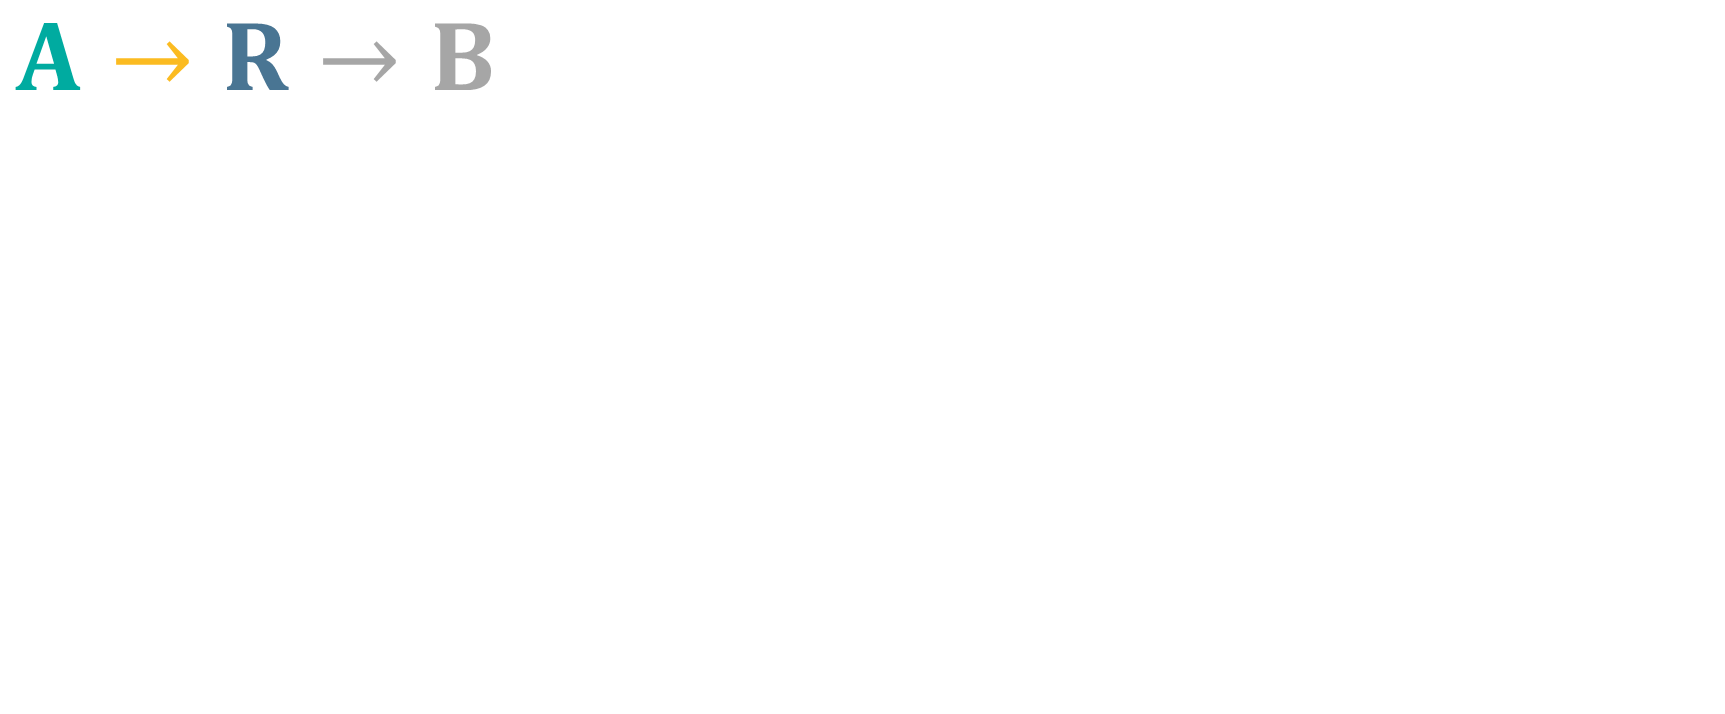 A → R → B